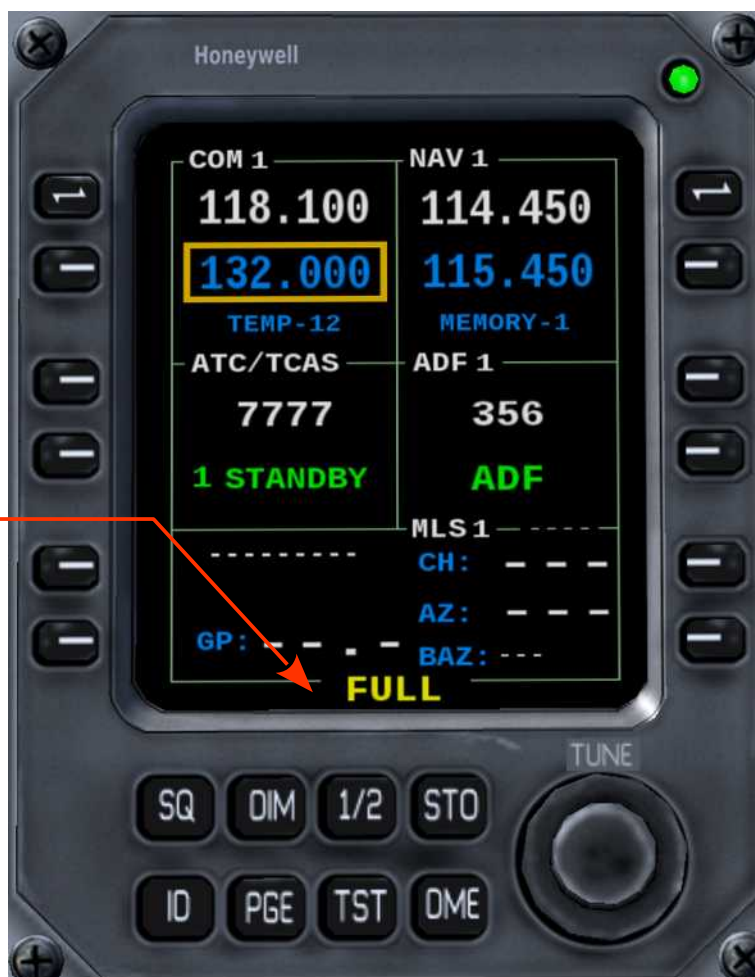 Honeywell
COM 1 NAV 1
118.100 114.450
132.000 115.450
TEMP-12 MEMORY-1
ATC/TCAS ADF 1
7777 356
1 STANDBY ADF
MLS 1 -----
--------- CH: – – –
AZ: – – –
GP: – – . – BAZ: ---
FULL
TUNE
SQ DIM 1/2 STO
ID PGE TST DME